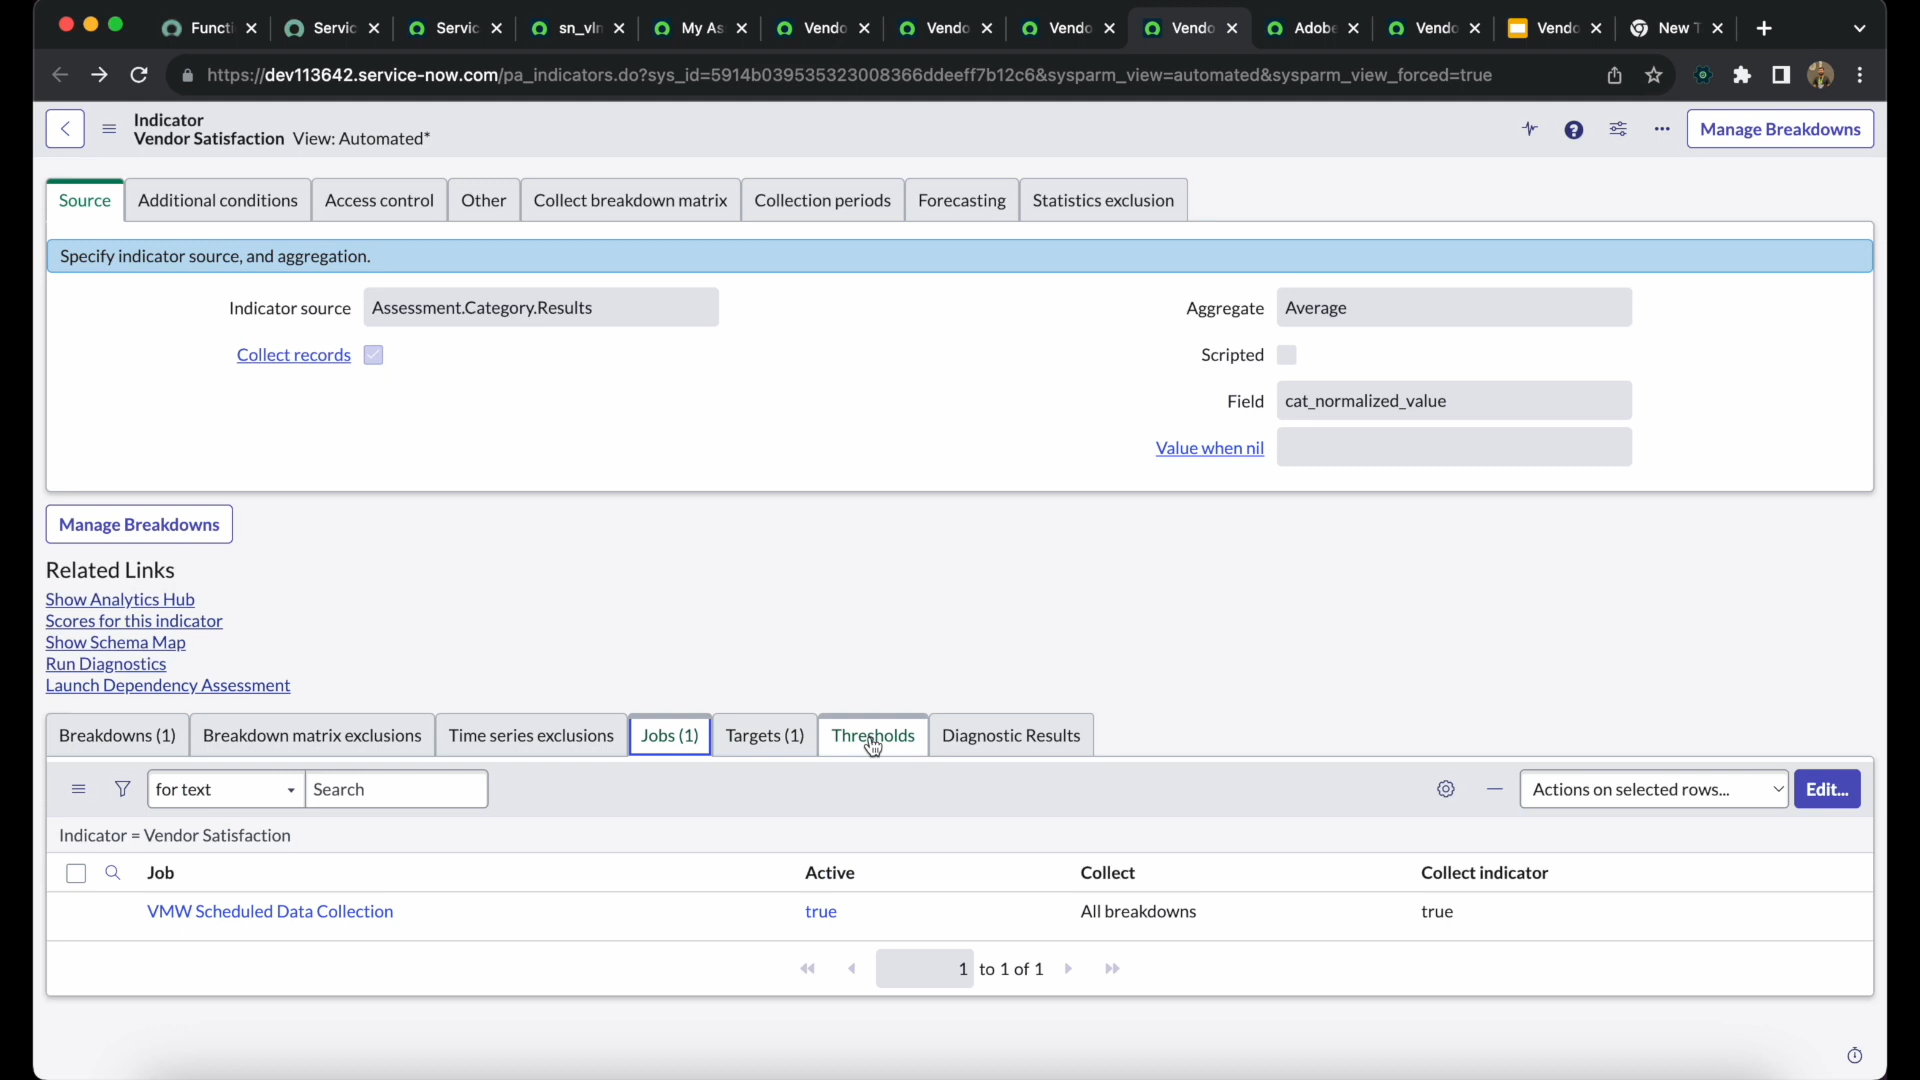 Functi
Servic
Servic
sn_vln
My As
Vendo
Vendo
Vendo
Vendo
Adobe
Vendo
Vendo
New T
https://dev113642.service-now.com/pa_indicators.do?sys_id=5914b039535323008366ddeeff7b12c6&sysparm_view=automated&sysparm_view_forced=true
Indicator
Vendor Satisfaction View: Automated*
Manage Breakdowns
Source
Additional conditions
Access control
Other
Collect breakdown matrix
Collection periods
Forecasting
Statistics exclusion
Specify indicator source, and aggregation.
Indicator source Assessment.Category.Results
Aggregate Average
Collect records
Scripted
Field cat_normalized_value
Value when nil
Manage Breakdowns
Related Links
Show Analytics Hub
Scores for this indicator
Show Schema Map
Run Diagnostics
Launch Dependency Assessment
Breakdowns (1)
Breakdown matrix exclusions
Time series exclusions
Jobs (1)
Targets (1)
Thresholds
Diagnostic Results
for text
Search
Actions on selected rows...
Edit...
Indicator = Vendor Satisfaction
Job Active Collect Collect indicator
VMW Scheduled Data Collection true All breakdowns true
1 to 1 of 1